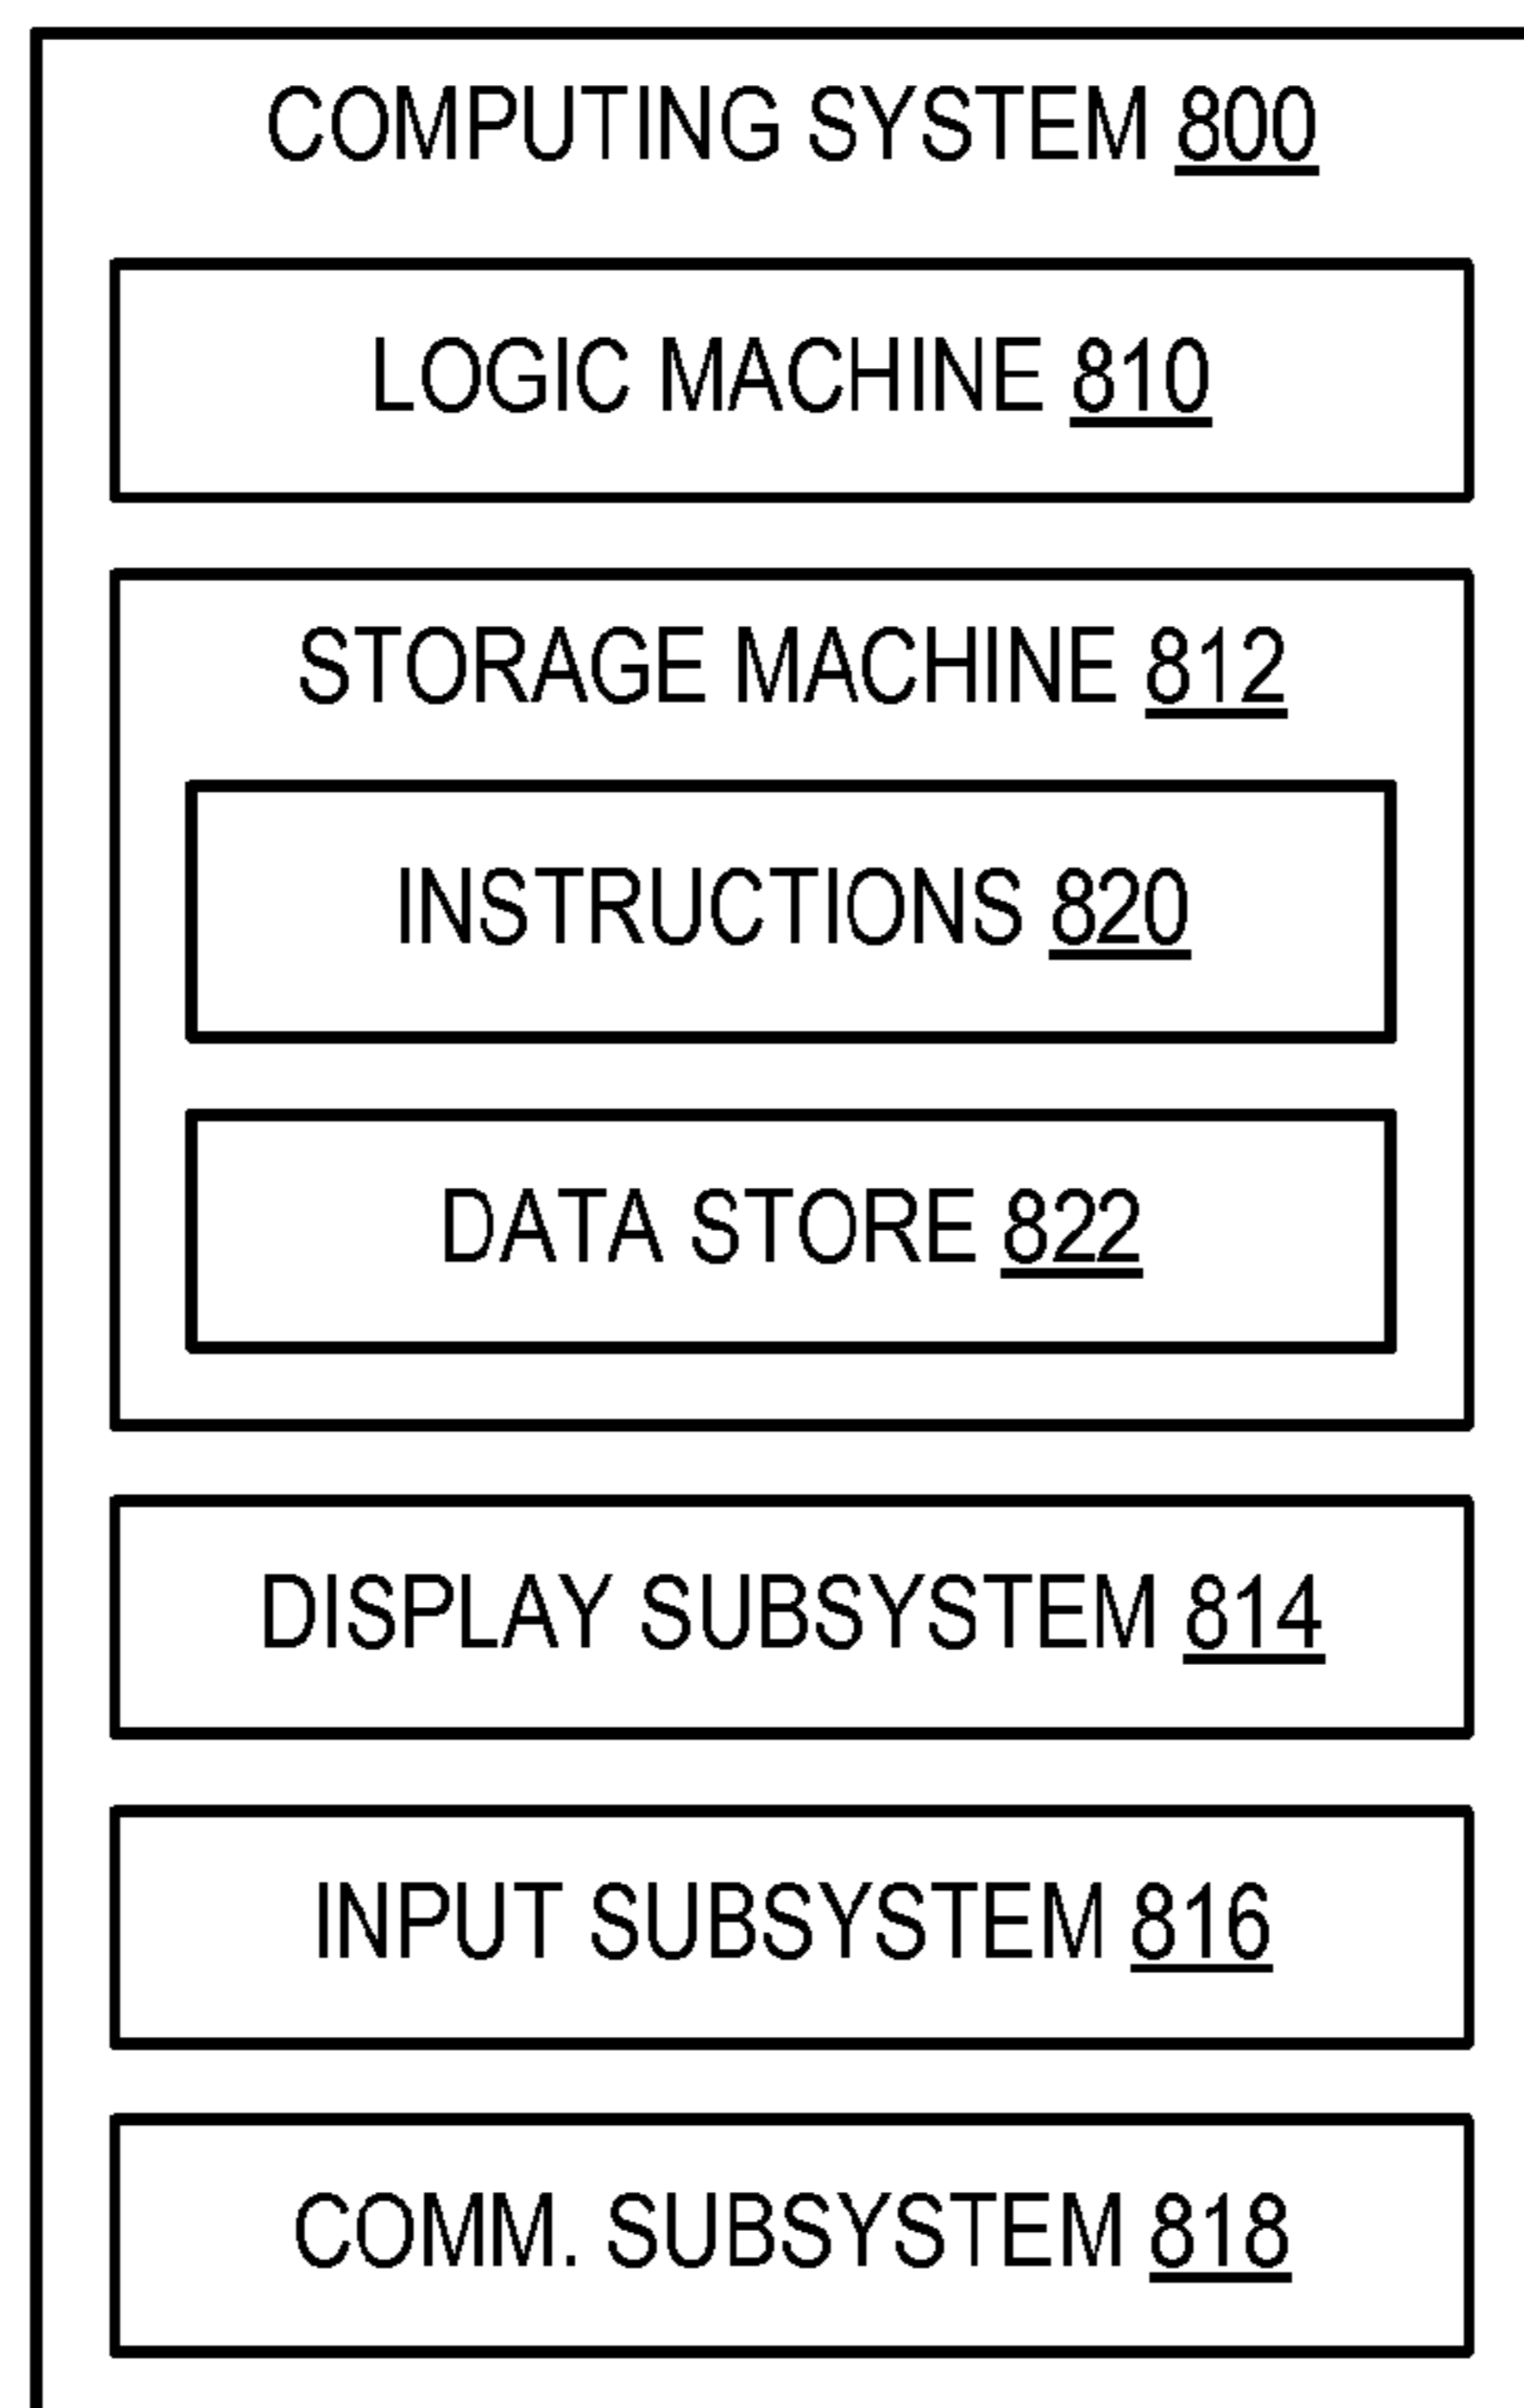 COMPUTING SYSTEM 800
LOGIC MACHINE 810
STORAGE MACHINE 812
INSTRUCTIONS 820
DATA STORE 822
DISPLAY SUBSYSTEM 814
INPUT SUBSYSTEM 816
COMM. SUBSYSTEM 818